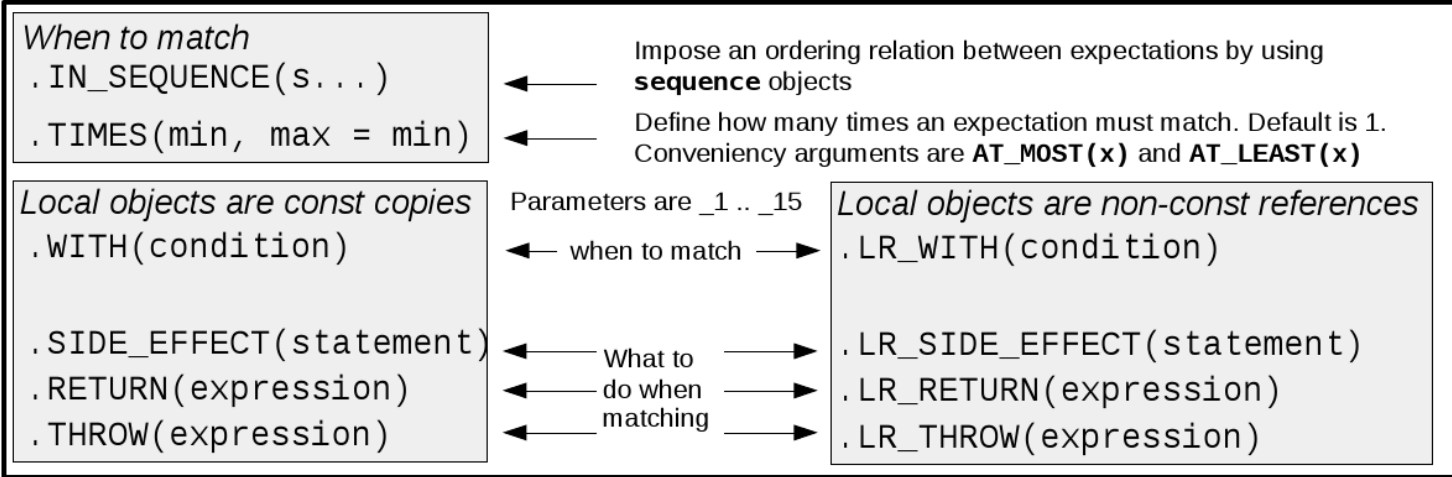 When to match
.IN_SEQUENCE(s...)
Impose an ordering relation between expectations by using
sequence objects
.TIMES(min, max = min)
Define how many times an expectation must match. Default is 1.
Conveniency arguments are AT_MOST(x) and AT_LEAST(x)
Local objects are const copies
Parameters are _1 .. _15
Local objects are non-const references
.WITH(condition)
when to match
.LR_WITH(condition)
.SIDE_EFFECT(statement)
.RETURN(expression)
.THROW(expression)
What to
do when
matching
.LR_SIDE_EFFECT(statement)
.LR_RETURN(expression)
.LR_THROW(expression)